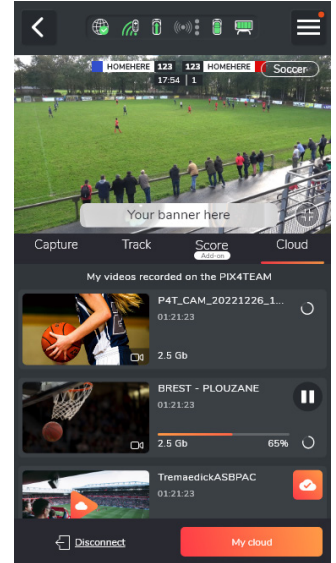 HOMEHERE 123 123 HOMEHERE
Soccer
17:54 1
Your banner here
Capture Track Score Cloud
Add-on
My videos recorded on the PIX4TEAM
P4T_CAM_20221226_1...
01:21:23
2.5 Gb
BREST - PLOUZANE
01:21:23
2.5 Gb 65%
TremaedickASBPAC
01:21:23
Disconnect My cloud